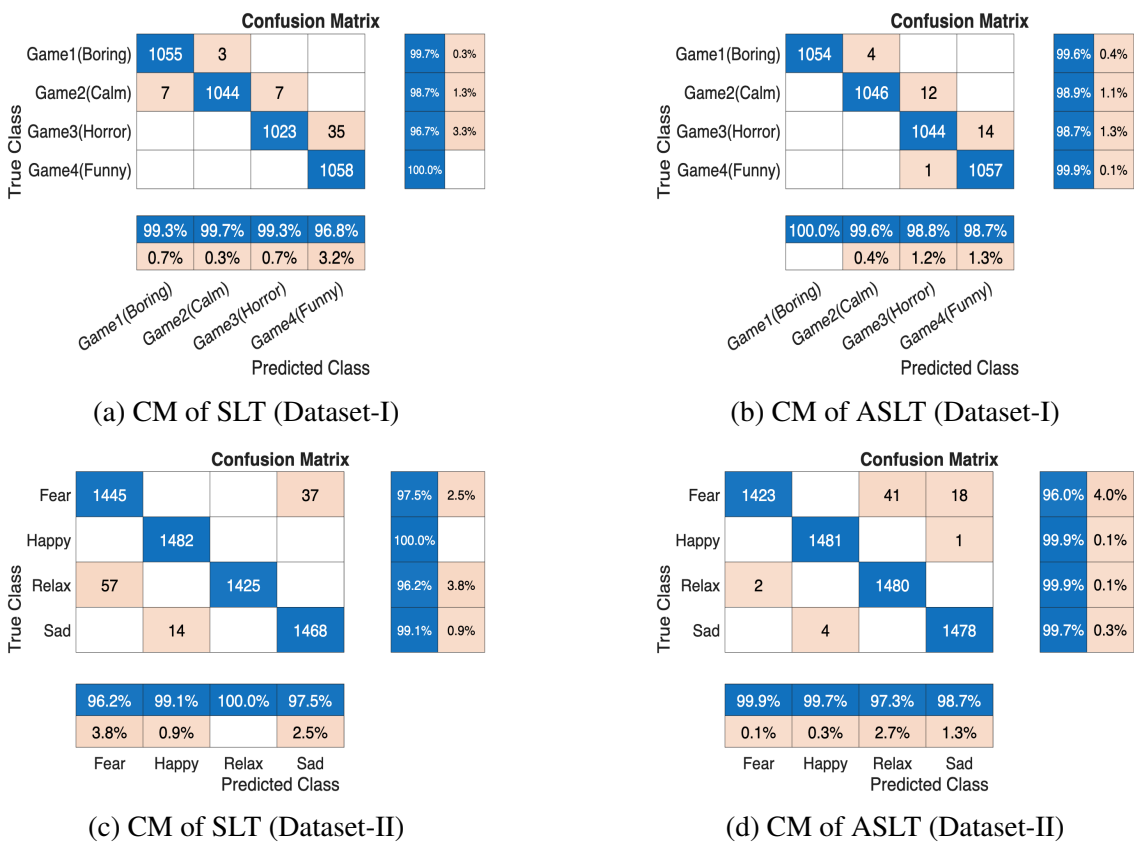 Confusion Matrix
Game1(Boring) 1055 3 99.7% 0.3%
Game2(Calm) 7 1044 7 98.7% 1.3%
Game3(Horror) 1023 35 96.7% 3.3%
Game4(Funny) 1058 100.0%
True Class
99.3% 99.7% 99.3% 96.8%
0.7% 0.3% 0.7% 3.2%
Game1(Boring) Game2(Calm) Game3(Horror) Game4(Funny)
Predicted Class
(a) CM of SLT (Dataset-I)
Confusion Matrix
Game1(Boring) 1054 4 99.6% 0.4%
Game2(Calm) 1046 12 98.9% 1.1%
Game3(Horror) 1044 14 98.7% 1.3%
Game4(Funny) 1 1057 99.9% 0.1%
True Class
100.0% 99.6% 98.8% 98.7%
0.4% 1.2% 1.3%
Game1(Boring) Game2(Calm) Game3(Horror) Game4(Funny)
Predicted Class
(b) CM of ASLT (Dataset-I)
Confusion Matrix
Fear 1445 37 97.5% 2.5%
Happy 1482 100.0%
Relax 57 1425 96.2% 3.8%
Sad 14 1468 99.1% 0.9%
True Class
96.2% 99.1% 100.0% 97.5%
3.8% 0.9% 2.5%
Fear Happy Relax Sad
Predicted Class
(c) CM of SLT (Dataset-II)
Confusion Matrix
Fear 1423 41 18 96.0% 4.0%
Happy 1481 1 99.9% 0.1%
Relax 2 1480 99.9% 0.1%
Sad 4 1478 99.7% 0.3%
True Class
99.9% 99.7% 97.3% 98.7%
0.1% 0.3% 2.7% 1.3%
Fear Happy Relax Sad
Predicted Class
(d) CM of ASLT (Dataset-II)